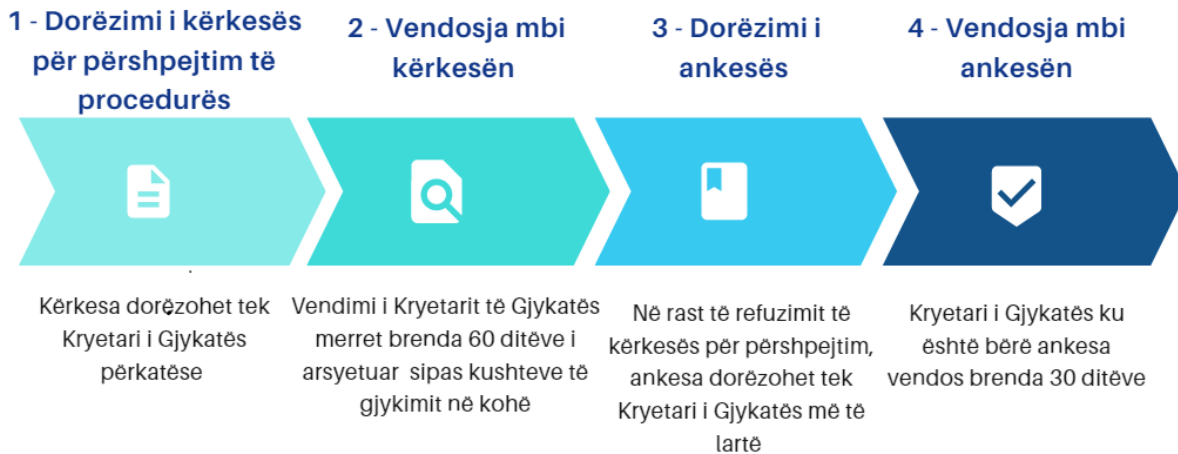 1 - Dorëzimi i kërkesës
për përshpejtim të
procedurës
2 - Vendosja mbi
kërkesën
3 - Dorëzimi i
ankesës
4 - Vendosja mbi
ankesën
Kërkesa dorëzohet tek
Kryetari i Gjykatës
përkatëse
Vendimi i Kryetarit të Gjykatës
merret brenda 60 ditëve i
arsyetuar sipas kushteve të
gjykimit në kohë
Në rast të refuzimit të
kërkesës për përshpejtim,
ankesa dorëzohet tek
Kryetari i Gjykatës më të
lartë
Kryetari i Gjykatës ku
është bërë ankesa
vendos brenda 30 ditëve